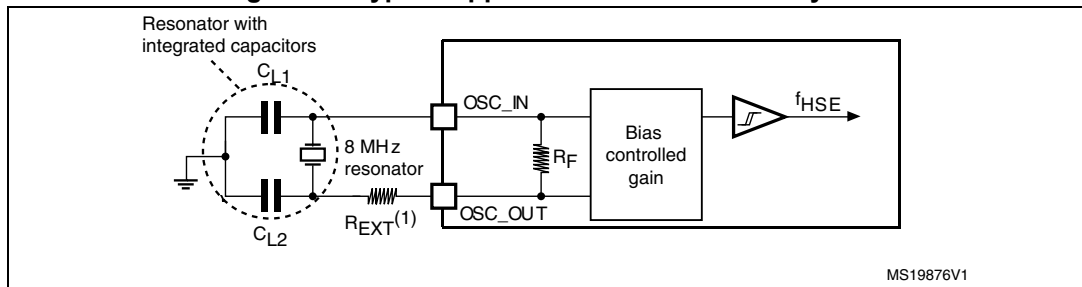 Resonator with
integrated capacitors
CL1
OSC_IN
fHSE
8 MHz
resonator
RF
Bias
controlled
gain
REXT(1)
OSC_OUT
CL2
MS19876V1